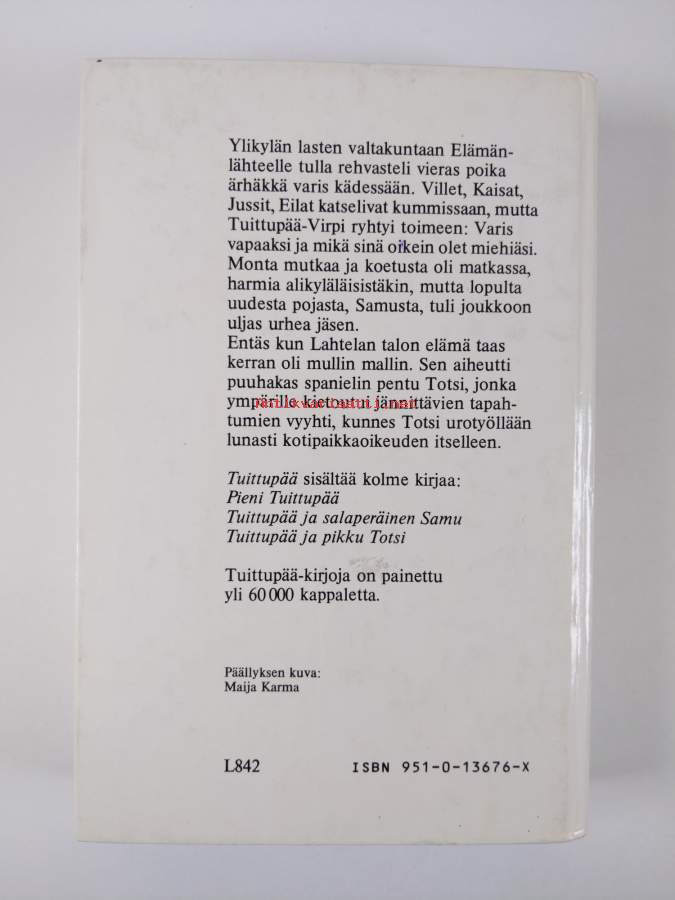 Ylikylän lasten valtakuntaan Elämän-
lähteelle tulla rehvasteli vieras poika
ärhäkkä varis kädessään. Villet, Kaisat,
Jussit, Eilat katselivat kummissaan, mutta
Tuittupää-Virpi ryhtyi toimeen: Varis
vapaaksi ja mikä sinä oikein olet miehiäsi.
Monta mutkaa ja koetusta oli matkassa,
harmia alikyläläisistäkin, mutta lopulta
uudesta pojasta, Samusta, tuli joukkoon
uljas urhea jäsen.
Entäs kun Lahtelan talon elämä taas
kerran oli mullin mallin. Sen aiheutti
puuhakas spanielin pentu Totsi, jonka
ympärille kietoutui jännittävien tapah-
tumien vyyhti, kunnes Totsi urotyöllään
lunasti kotipaikkaoikeuden itselleen.
Tuittupää sisältää kolme kirjaa:
Pieni Tuittupää
Tuittupää ja salaperäinen Samu
Tuittupää ja pikku Totsi
Tuittupää-kirjoja on painettu
yli 60 000 kappaletta.
Päällyksen kuva:
Maija Karma
L842 ISBN 951-0-13676-X